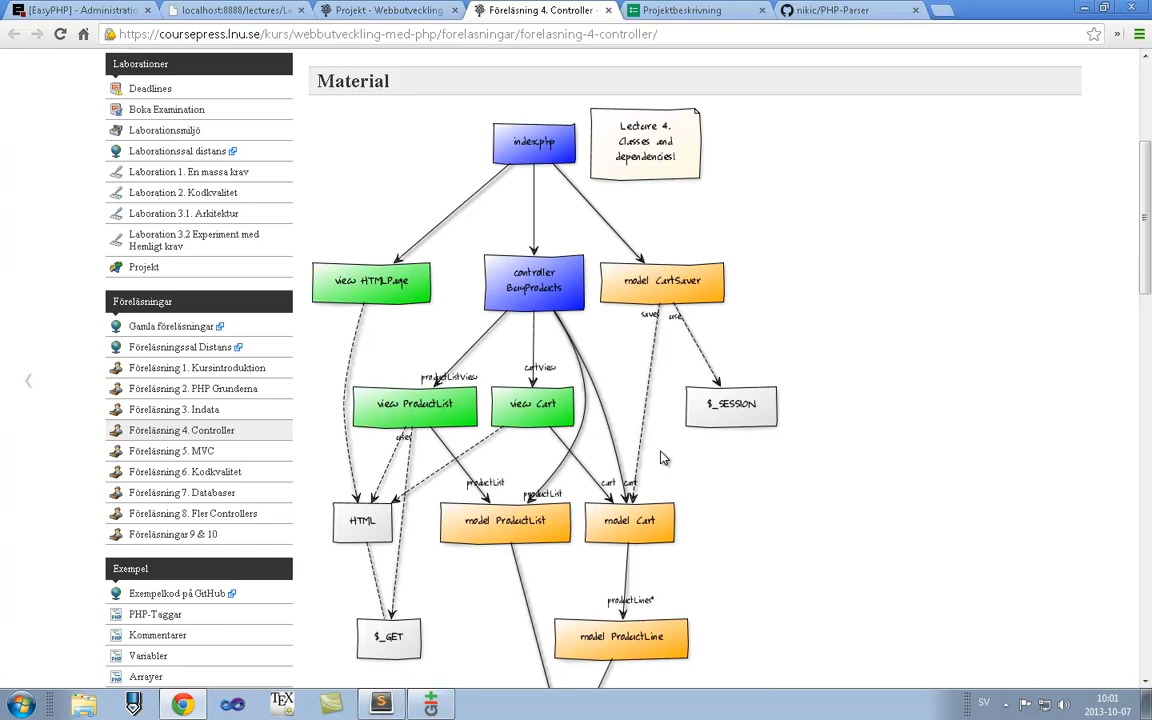 [EasyPHP] - Administratio
localhost:8888/lectures/Le
Projekt - Webbutveckling
Föreläsning 4. Controller -
Projektbeskrivning
nikic/PHP-Parser
https://coursepress.lnu.se/kurs/webbutveckling-med-php/forelasningar/forelasning-4-controller/
Laborationer
Deadlines
Boka Examination
Laborationsmiljö
Laborationssal distans
Laboration 1. En massa krav
Laboration 2. Kodkvalitet
Laboration 3.1. Arkitektur
Laboration 3.2 Experiment med
Hemligt krav
Projekt
Föreläsningar
Gamla föreläsningar
Föreläsningssal Distans
Föreläsning 1. Kursintroduktion
Föreläsning 2. PHP Grunderna
Föreläsning 3. Indata
Föreläsning 4. Controller
Föreläsning 5. MVC
Föreläsning 6. Kodkvalitet
Föreläsning 7. Databaser
Föreläsning 8. Fler Controllers
Föreläsningar 9 & 10
Exempel
Exempelkod på GitHub
PHP-Taggar
Kommentarer
Variabler
Arrayer
Material
index.php
Lecture 4.
Classes and
dependencies!
view HTMLPage
controller
BuyProducts
model CartSaver
saves
use
productListView
cartView
view ProductList
view Cart
$_SESSION
uses
productList
productList
cart
cart
HTML
model ProductList
model Cart
productLines*
$_GET
model ProductLine
SV
10:01
2013-10-07